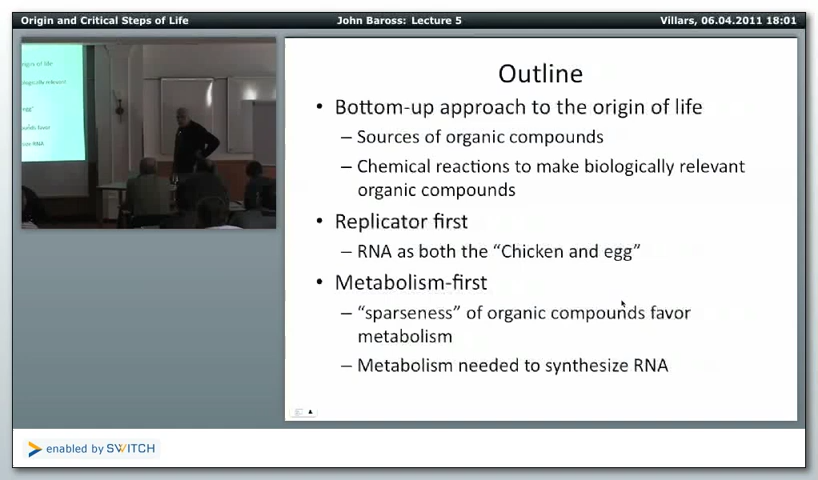 Origin and Critical Steps of Life
John Baross: Lecture 5
Villars, 06.04.2011 18:01
Outline
• Bottom-up approach to the origin of life
– Sources of organic compounds
– Chemical reactions to make biologically relevant
organic compounds
• Replicator first
– RNA as both the “Chicken and egg”
• Metabolism-first
– “sparseness” of organic compounds favor
metabolism
– Metabolism needed to synthesize RNA
enabled by SWITCH